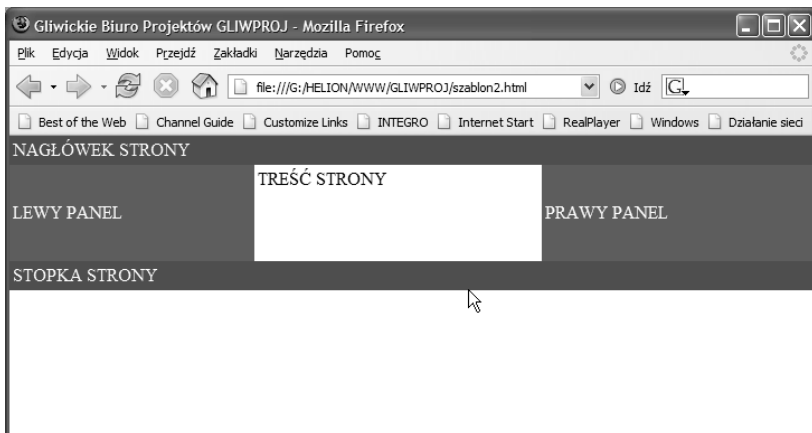 Gliwickie Biuro Projektów GLIWPROJ - Mozilla Firefox
Plik Edycja Widok Przejdź Zakładki Narzędzia Pomoc
file:///G:/HELION/WWW/GLIWPROJ/szablon2.html Idź G
Best of the Web Channel Guide Customize Links INTEGRO Internet Start RealPlayer Windows Działanie sieci
NAGŁÓWEK STRONY
TREŚĆ STRONY
LEWY PANEL PRAWY PANEL
STOPKA STRONY